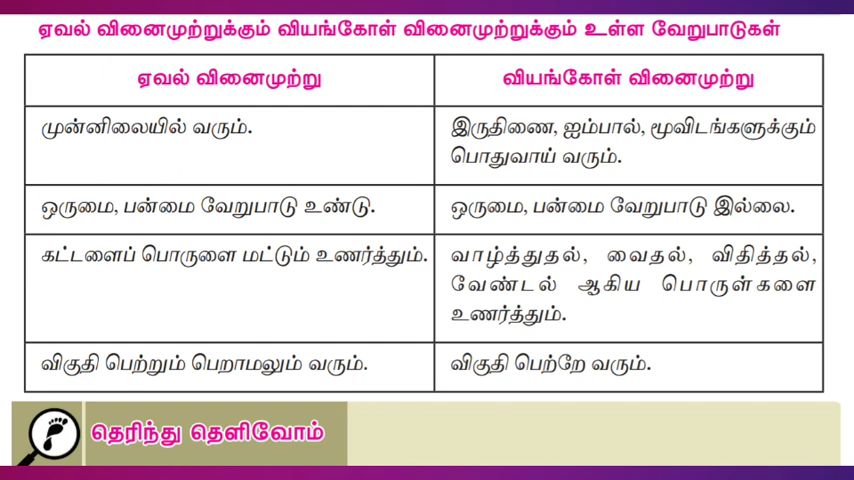 ஏவல் வினைமுற்றுக்கும் வியங்கோள் வினைமுற்றுக்கும் உள்ள வேறுபாடுகள்
ஏவல் வினைமுற்று
வியங்கோள் வினைமுற்று
முன்னிலையில் வரும்.
இருதிணை, ஐம்பால், மூவிடங்களுக்கும்
பொதுவாய் வரும்.
ஒருமை, பன்மை வேறுபாடு உண்டு.
ஒருமை, பன்மை வேறுபாடு இல்லை.
கட்டளைப் பொருளை மட்டும் உணர்த்தும்.
வாழ்த்துதல், வைதல், விதித்தல்,
வேண்டல் ஆகிய பொருள்களை
உணர்த்தும்.
விகுதி பெற்றும் பெறாமலும் வரும்.
விகுதி பெற்றே வரும்.
தெரிந்து தெளிவோம்